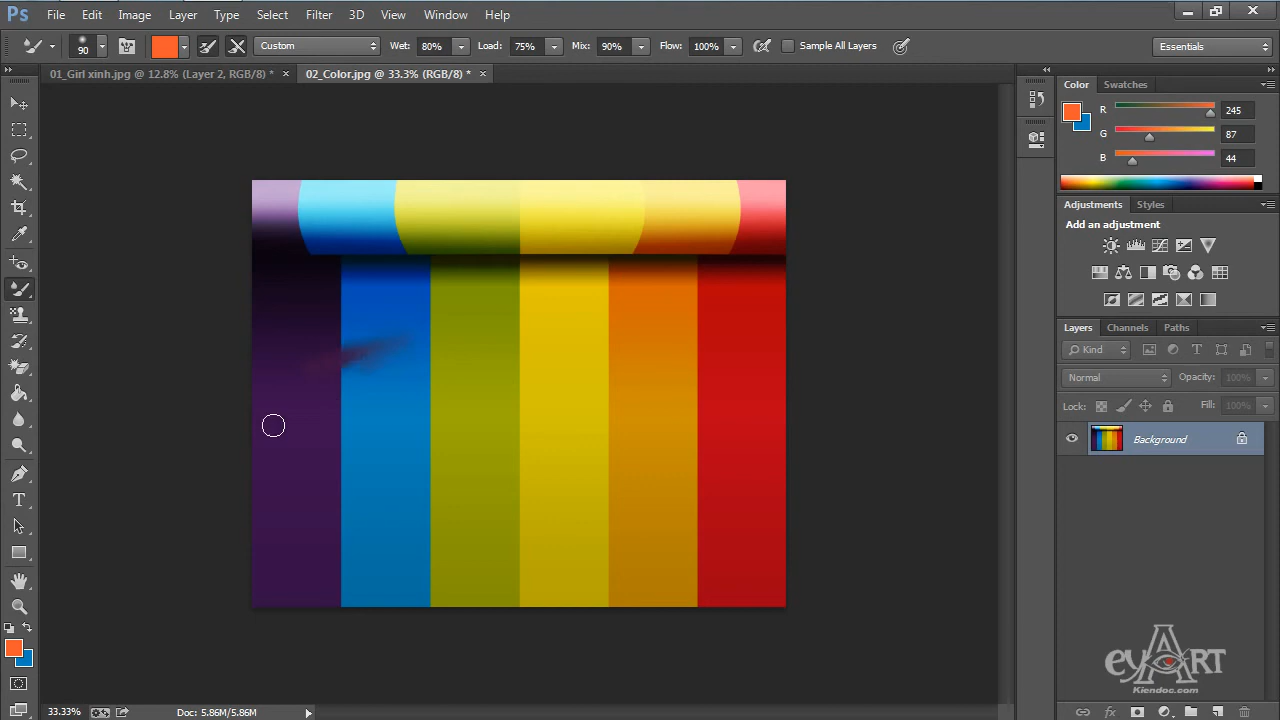 Ps File Edit Image Layer Type Select Filter 3D View Window Help
90 Custom Wet: 80% Load: 75% Mix: 90% Flow: 100% Sample All Layers Essentials
01_Girl xinh.jpg @ 12.8% (Layer 2, RGB/8) * × 02_Color.jpg @ 33.3% (RGB/8) * ×
Color Swatches
R 245
G 87
B 44
Adjustments Styles
Add an adjustment
Layers Channels Paths
Kind
Normal Opacity: 100%
Lock: Fill: 100%
Background
eyART
Kiendoc.com
33.33% Doc: 5.86M/5.86M